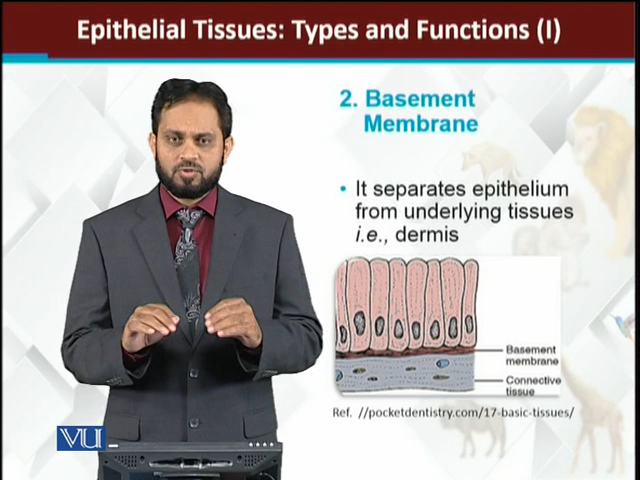 Epithelial Tissues: Types and Functions (I)
2. Basement
Membrane
• It separates epithelium
from underlying tissues
i.e., dermis
Basement
membrane
Connective
tissue
Ref. //pocketdentistry.com/17-basic-tissues/
VU